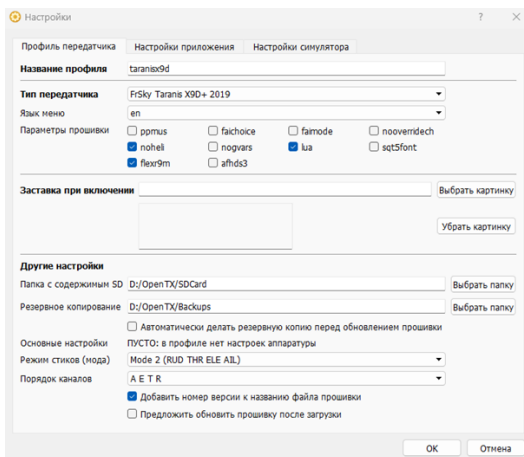 Настройки
Профиль передатчика Настройки приложения Настройки симулятора
Название профиля taranisx9d
Тип передатчика FrSky Taranis X9D+ 2019
Язык меню en
Параметры прошивки ppmus faichoice faimode nooverridech
noheli nogvars lua sqt5font
flexr9m afhds3
Заставка при включении Выбрать картинку
Убрать картинку
Другие настройки
Папка с содержимым SD D:/OpenTX/SDCard Выбрать папку
Резервное копирование D:/OpenTX/Backups Выбрать папку
Автоматически делать резервную копию перед обновлением прошивки
Основные настройки ПУСТО: в профиле нет настроек аппаратуры
Режим стиков (мода) Mode 2 (RUD THR ELE AIL)
Порядок каналов A E T R
Добавить номер версии к названию файла прошивки
Предложить обновить прошивку после загрузки
OK Отмена